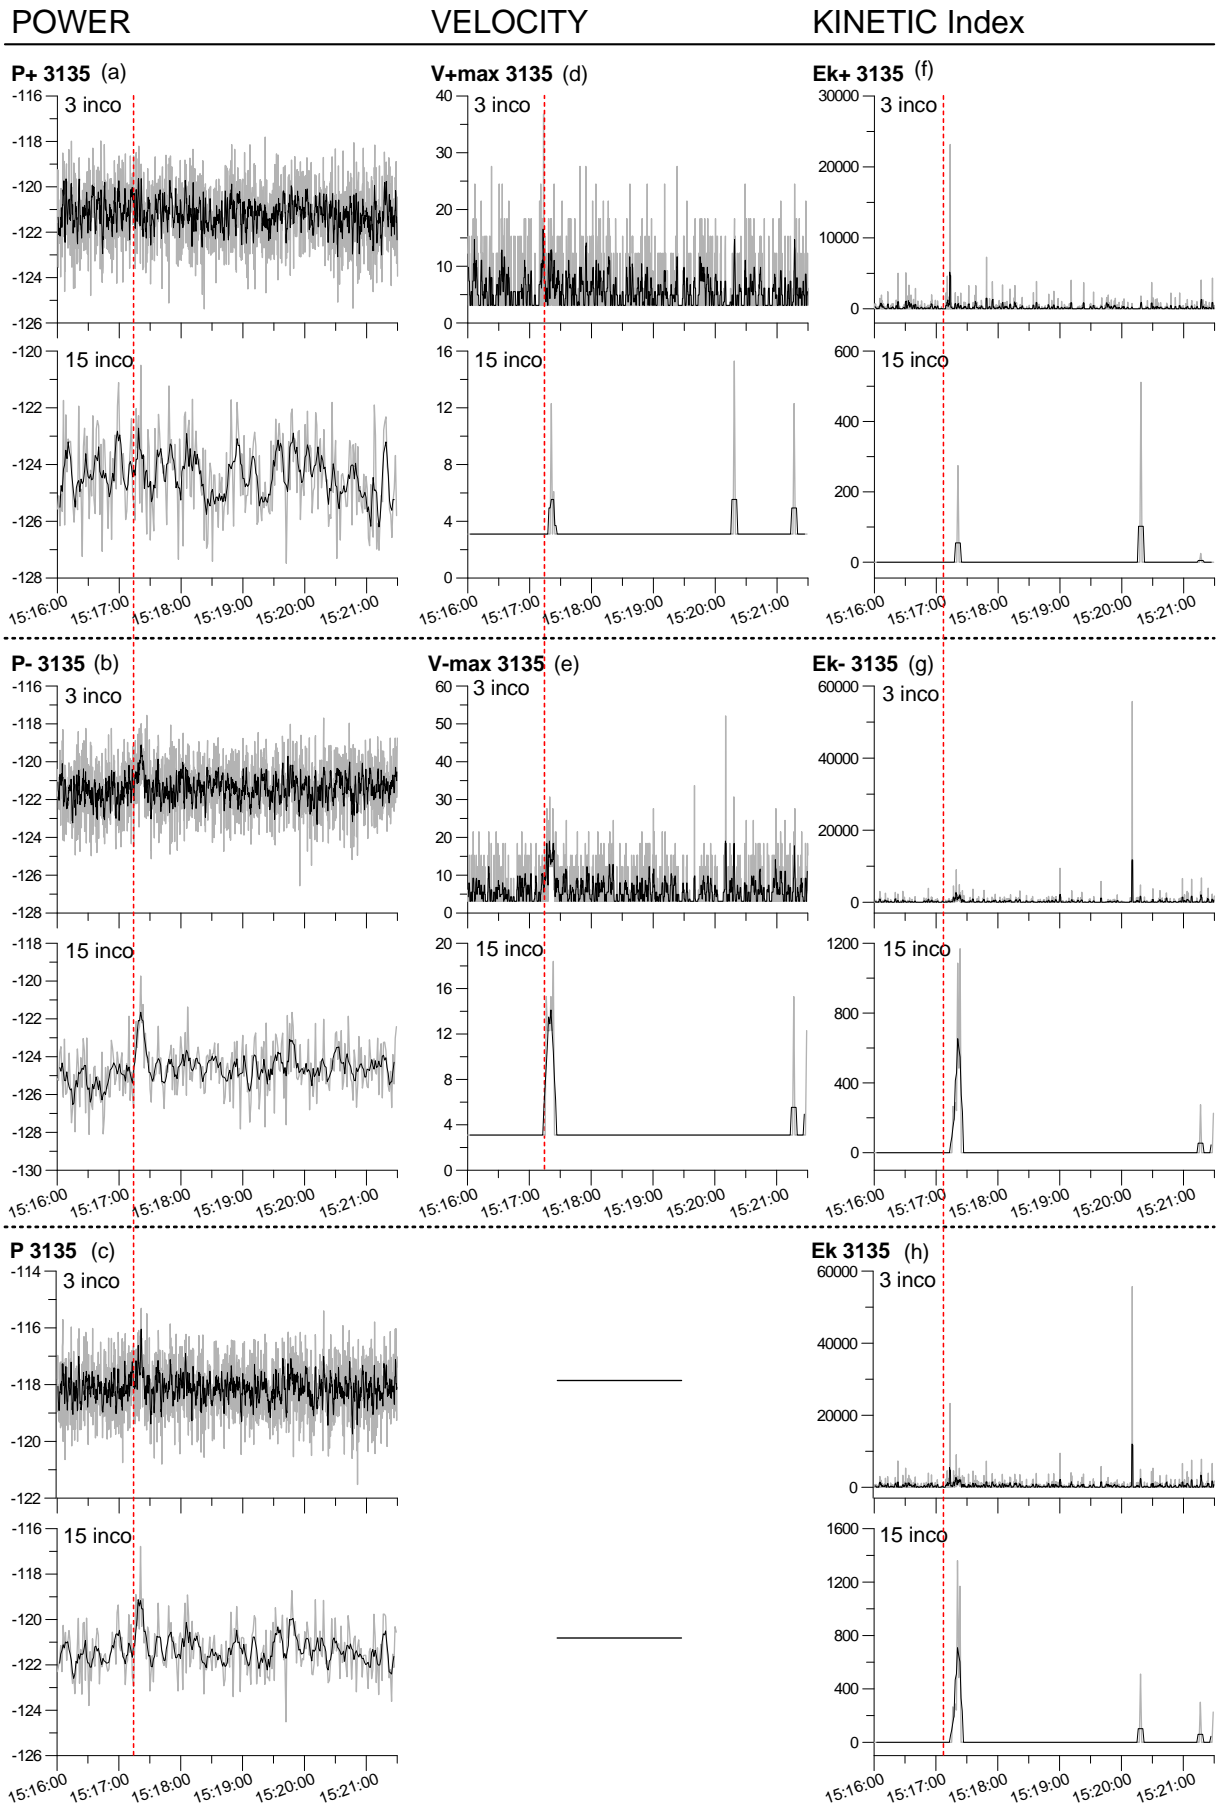 POWER VELOCITY KINETIC Index
P+ 3135 (a) V+max 3135 (d) Ek+ 3135 (f)
3 inco 3 inco 3 inco
-116 40 30000
-118 30 20000
-120 20 10000
-122 10 0
-124 0
-126
15 inco 15 inco 15 inco
-120 16 600
-122 12 400
-124 8 200
-126 4 0
-128 0
15:16:00 15:17:00 15:18:00 15:19:00 15:20:00 15:21:00 15:16:00 15:17:00 15:18:00 15:19:00 15:20:00 15:21:00 15:16:00 15:17:00 15:18:00 15:19:00 15:20:00 15:21:00
P- 3135 (b) V-max 3135 (e) Ek- 3135 (g)
3 inco 3 inco 3 inco
-116 60 60000
-118 50 40000
-120 40 20000
-122 30 0
-124 20
-126 10
-128 0
15 inco 15 inco 15 inco
-118 20 1200
-120 16 800
-122 12 400
-124 8 0
-126 4
-128 0
-130
15:16:00 15:17:00 15:18:00 15:19:00 15:20:00 15:21:00 15:16:00 15:17:00 15:18:00 15:19:00 15:20:00 15:21:00 15:16:00 15:17:00 15:18:00 15:19:00 15:20:00 15:21:00
P 3135 (c) Ek 3135 (h)
3 inco 3 inco
-114 60000
-116 40000
-118 20000
-120 0
-122
15 inco 15 inco
-116 1600
-118 1200
-120 800
-122 400
-124 0
-126
15:16:00 15:17:00 15:18:00 15:19:00 15:20:00 15:21:00 15:16:00 15:17:00 15:18:00 15:19:00 15:20:00 15:21:00